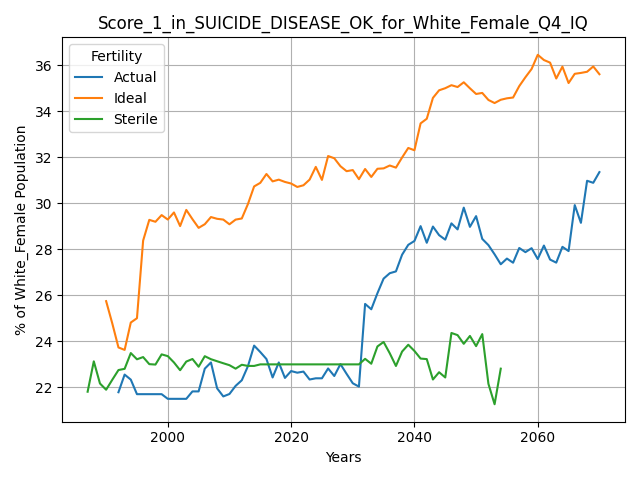 Score_1_in_SUICIDE_DISEASE_OK_for_White_Female_Q4_IQ
Fertility
Actual
Ideal
Sterile
% of White_Female Population
36
34
32
30
28
26
24
22
2000
2020
2040
2060
Years